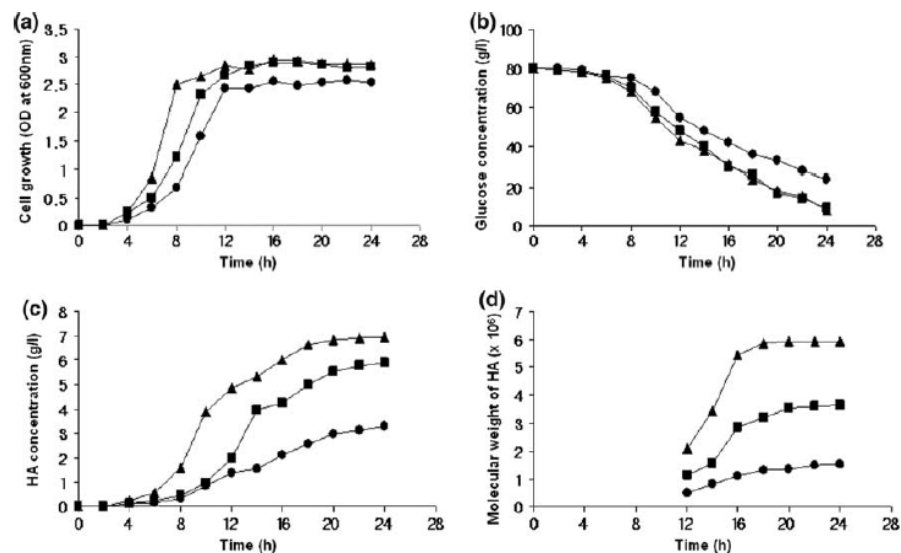 (a)
Cell growth (OD at 600nm)
3,5
3
2.5
2
1.5
1
0.5
0
0 4 8 12 16 20 24 28
Time (h)
(b)
Glucose concentration (g/l)
100
80
60
40
20
0
0 4 8 12 16 20 24 28
Time (h)
(c)
HA concentration (g/l)
8
7
6
5
4
3
2
1
0
0 4 8 12 16 20 24 28
Time (h)
(d)
Molecular weight of HA (x 10⁶)
7
6
5
4
3
2
1
0
0 4 8 12 16 20 24 28
Time (h)